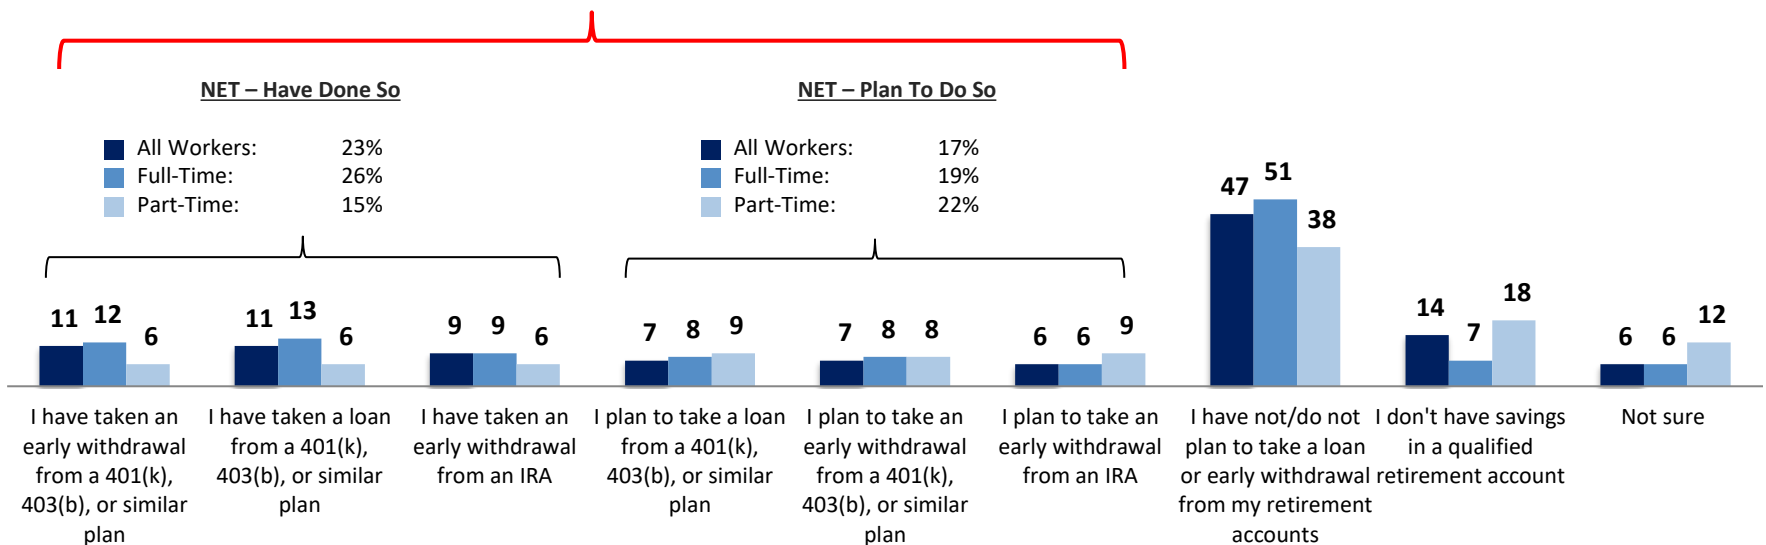 NET – Have Done So
All Workers: 23%
Full-Time: 26%
Part-Time: 15%
NET – Plan To Do So
All Workers: 17%
Full-Time: 19%
Part-Time: 22%
11 12 6
11 13 6
9 9 6
7 8 9
7 8 8
6 6 9
47 51 38
14 7 18
6 6 12
I have taken an
early withdrawal
from a 401(k),
403(b), or similar
plan
I have taken a loan
from a 401(k),
403(b), or similar
plan
I have taken an
early withdrawal
from an IRA
I plan to take a loan
from a 401(k),
403(b), or similar
plan
I plan to take an
early withdrawal
from a 401(k),
403(b), or similar
plan
I plan to take an
early withdrawal
from an IRA
I have not/do not
plan to take a loan
or early withdrawal
from my retirement
accounts
I don't have savings
in a qualified
retirement account
Not sure